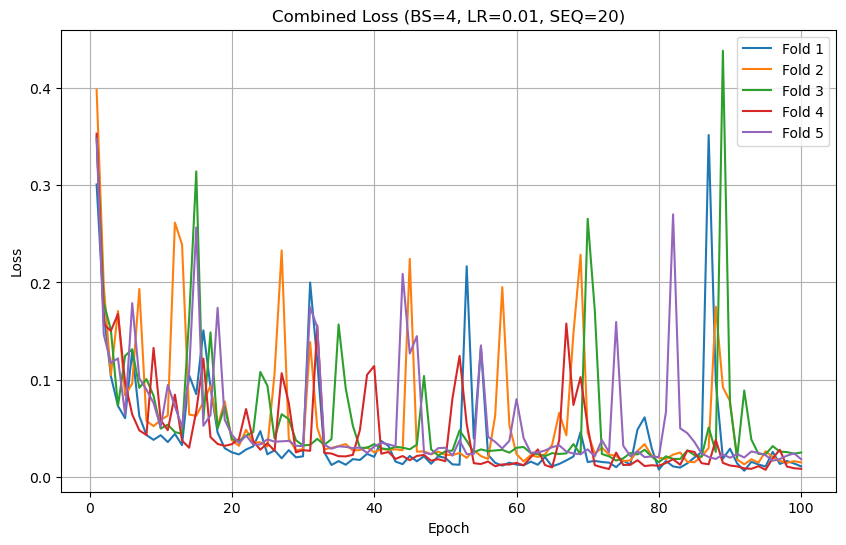 Combined Loss (BS=4, LR=0.01, SEQ=20)
Fold 1
Fold 2
Fold 3
Fold 4
Fold 5
0.4
0.3
0.2
0.1
0.0
Loss
0
20
40
60
80
100
Epoch